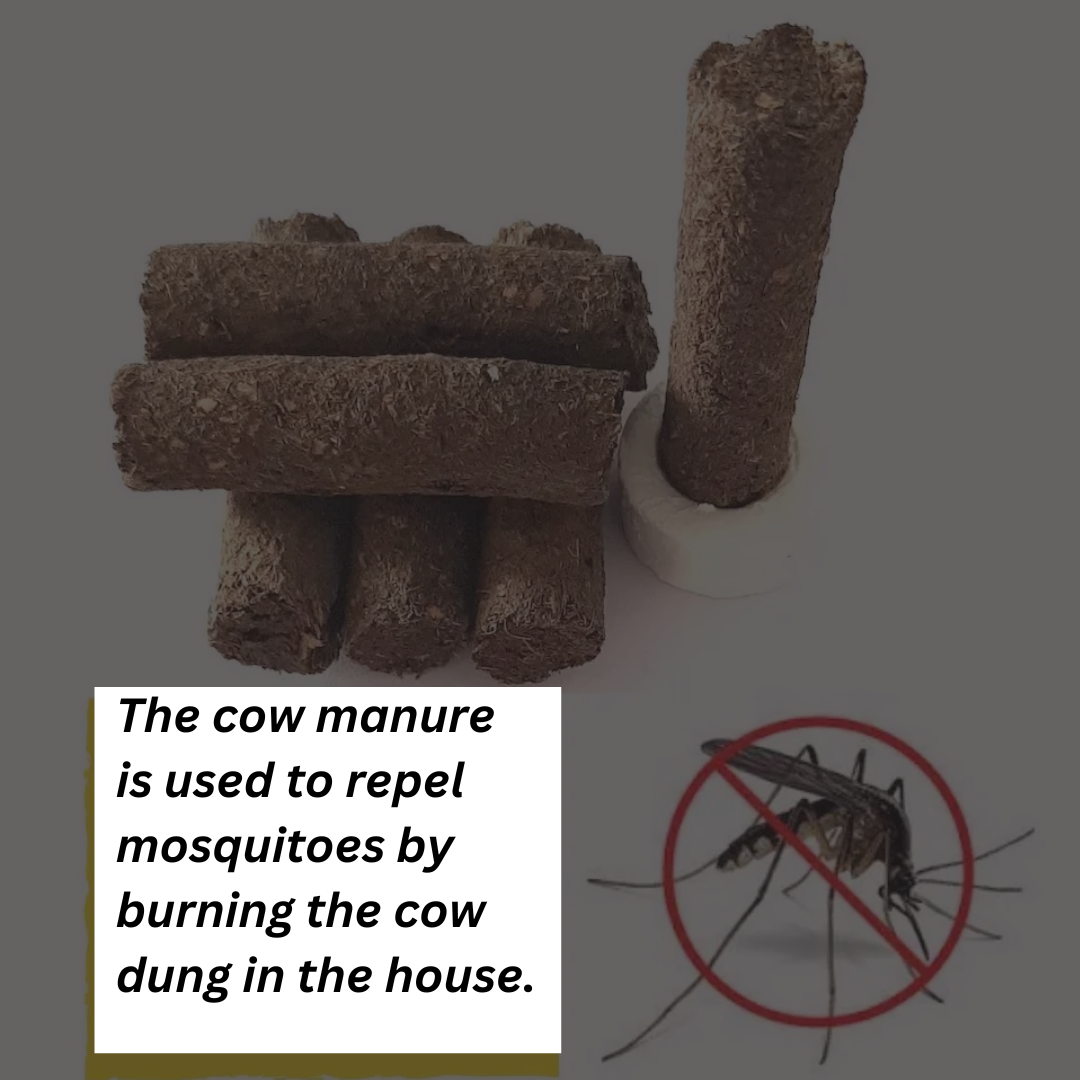 The cow manure
is used to repel
mosquitoes by
burning the cow
dung in the house.